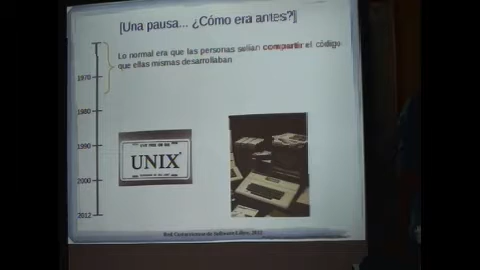 [Una pausa... ¿Cómo era antes?]
Lo normal era que las personas solían compartir el código
que ellas mismas desarrollaban
1970
1980
1990
2000
2012
UNIX
Red Costarricense de Software Libre, 2012